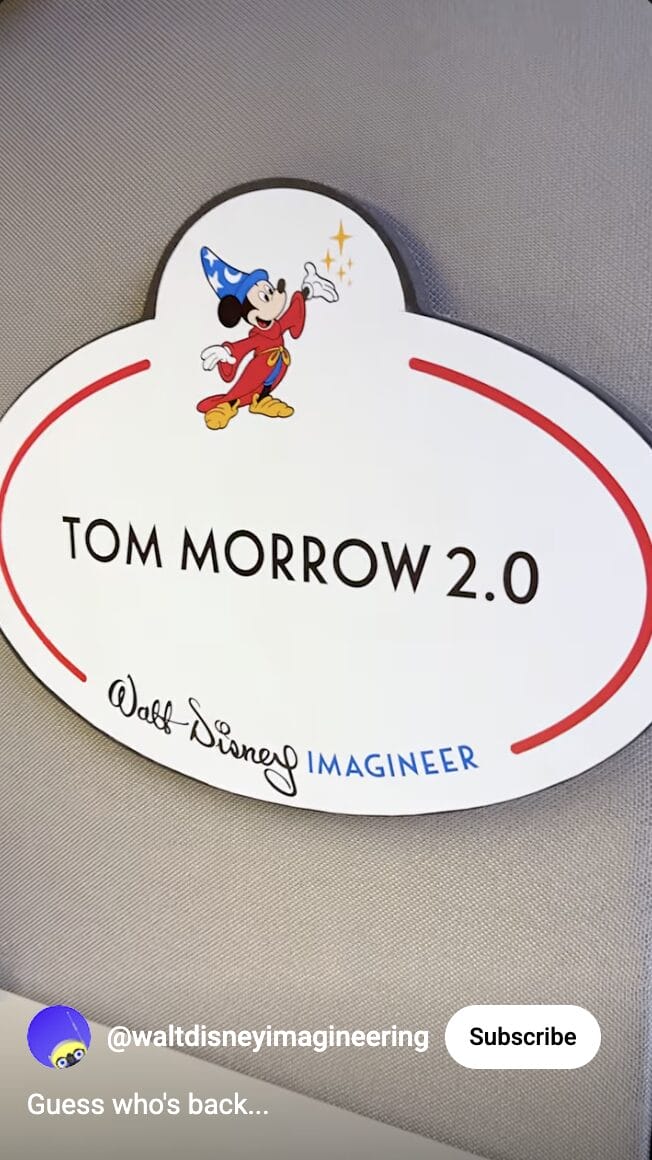 TOM MORROW 2.0
Walt Disney IMAGINEER
@waltdisneyimagineering
Subscribe
Guess who's back...